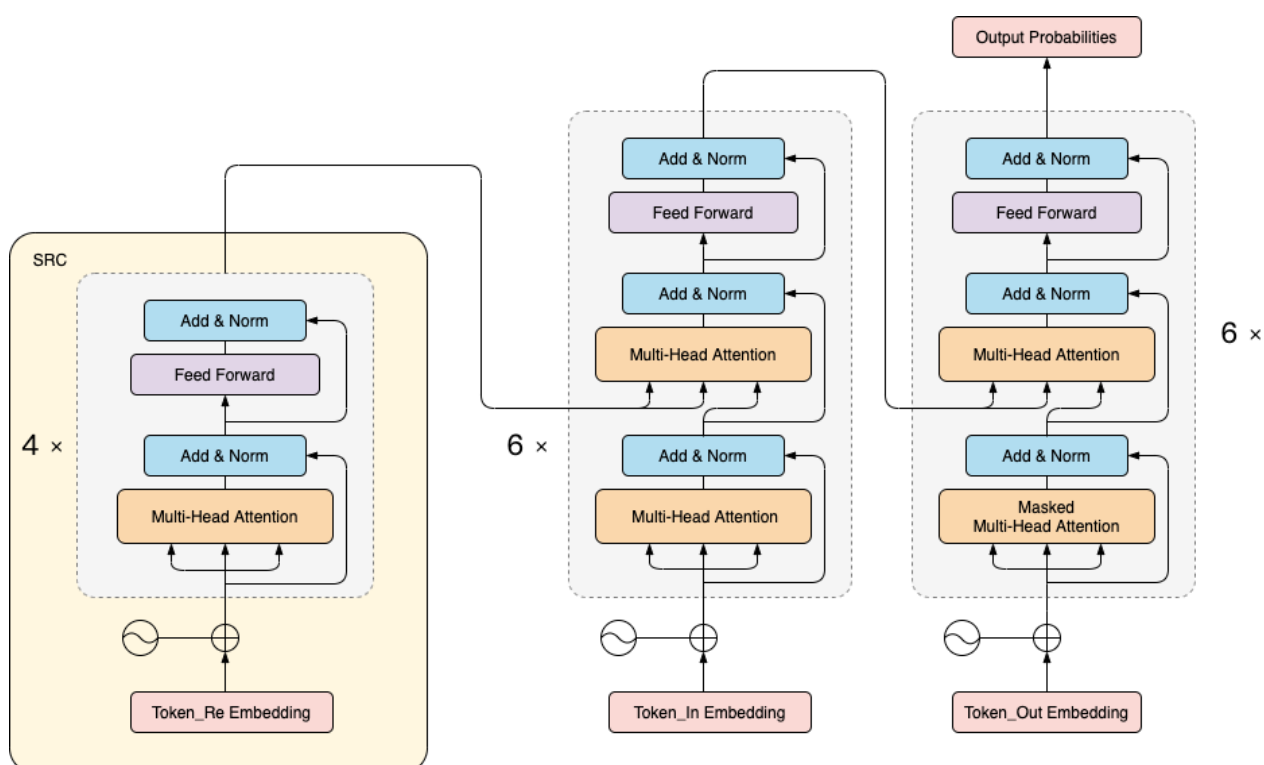 Output Probabilities
SRC
4 ×
Add & Norm
Feed Forward
Add & Norm
Multi-Head Attention
Token_Re Embedding
6 ×
Add & Norm
Feed Forward
Add & Norm
Multi-Head Attention
Add & Norm
Multi-Head Attention
Token_In Embedding
Add & Norm
Feed Forward
Add & Norm
Multi-Head Attention
Add & Norm
Masked
Multi-Head Attention
Token_Out Embedding
6 ×